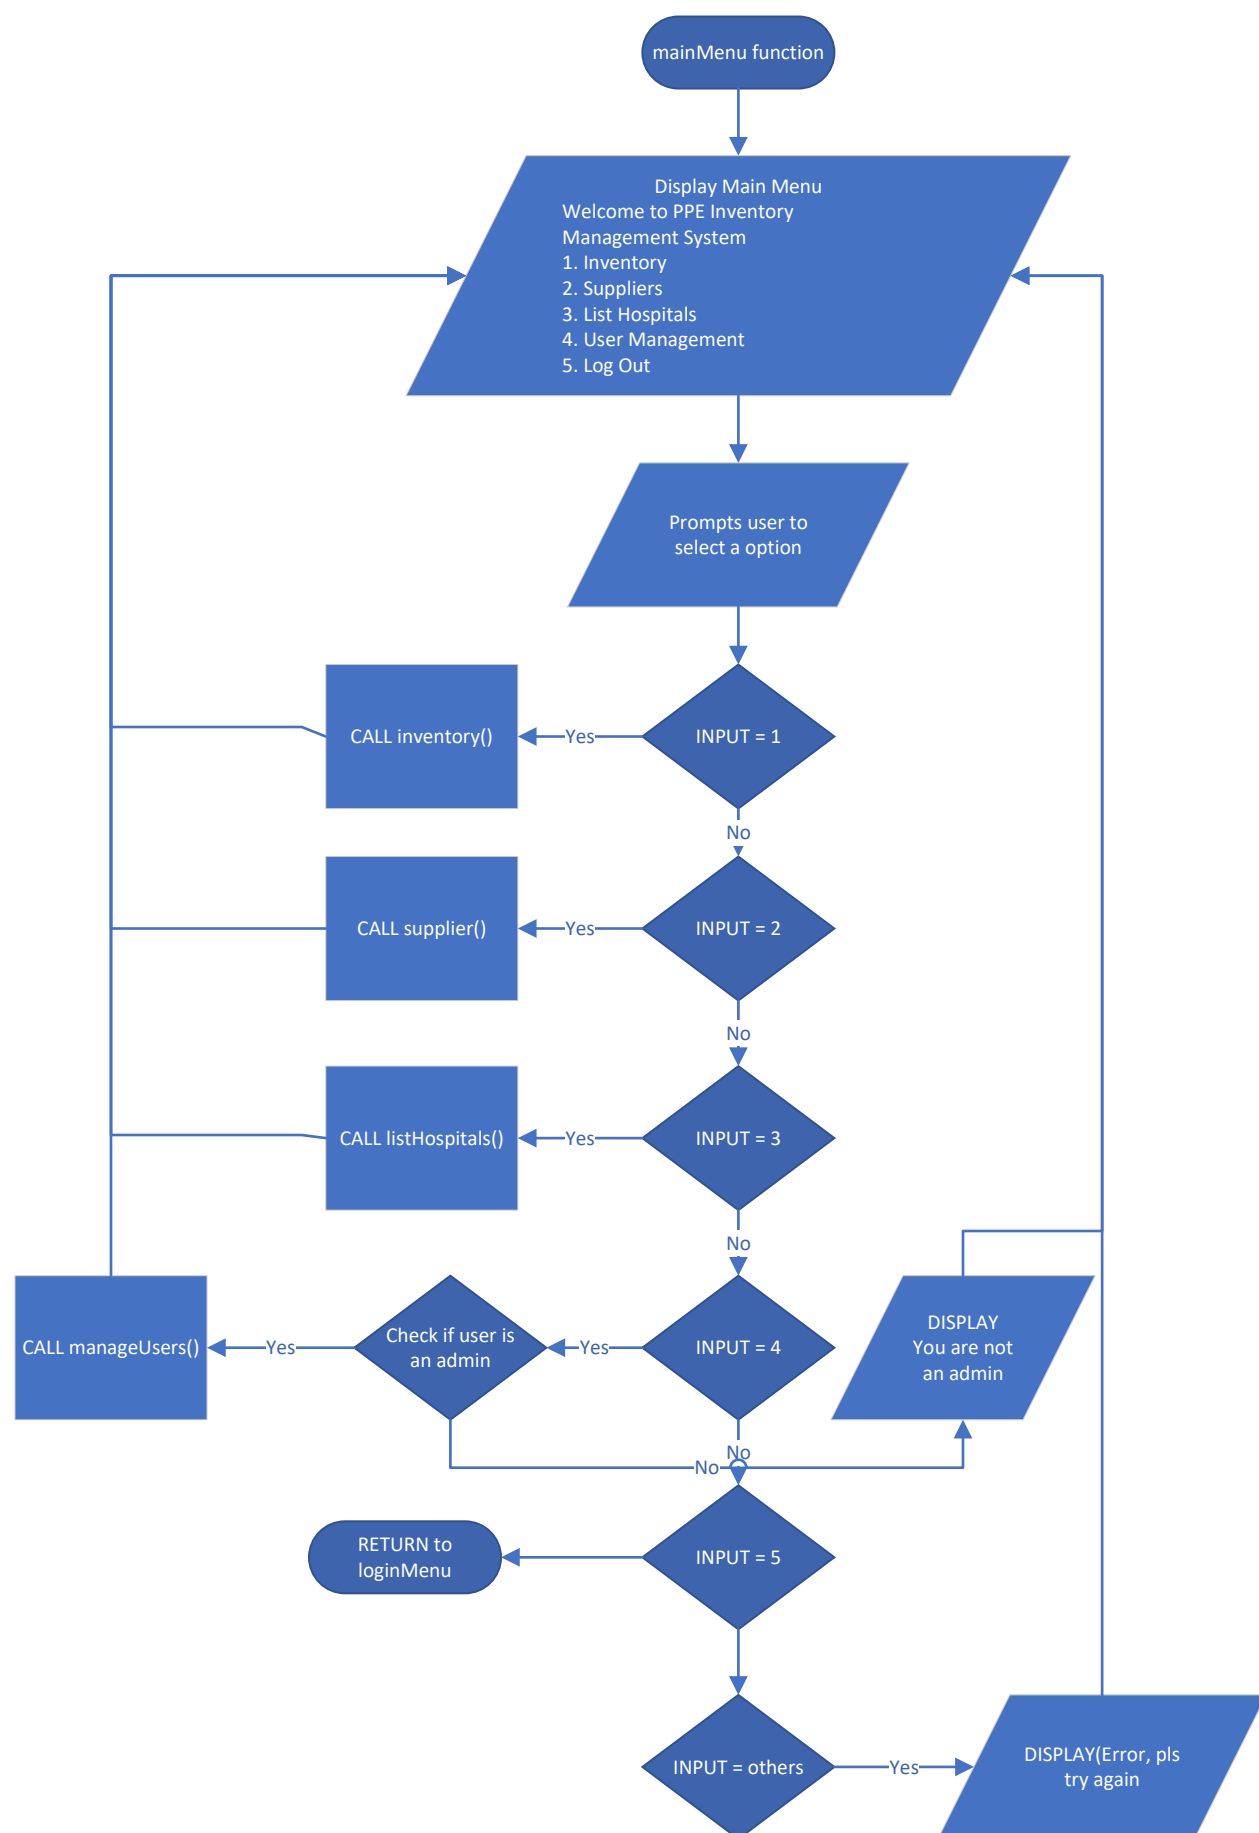 mainMenu function
Display Main Menu
Welcome to PPE Inventory
Management System
1. Inventory
2. Suppliers
3. List Hospitals
4. User Management
5. Log Out
Prompts user to
select a option
CALL inventory()
Yes
INPUT = 1
No
CALL supplier()
Yes
INPUT = 2
No
CALL listHospitals()
Yes
INPUT = 3
No
CALL manageUsers()
Yes
Check if user is
an admin
Yes
INPUT = 4
DISPLAY
You are not
an admin
No
No
RETURN to
loginMenu
INPUT = 5
INPUT = others
Yes
DISPLAY(Error, pls
try again